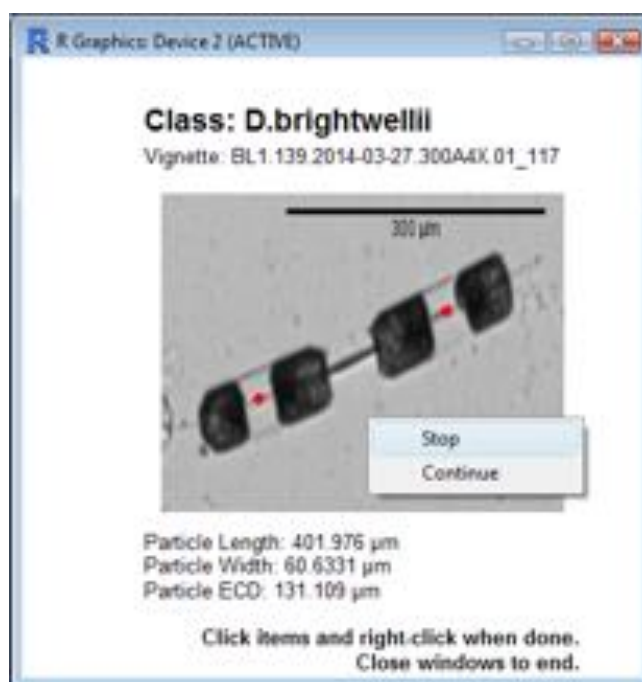 R R Graphics: Device 2 (ACTIVE)
Class: D.brightwellii
Vignette: BL1.139.2014-03-27.300A4X.01_117
300 µm
Stop
Continue
Particle Length: 401.976 µm
Particle Width: 60.6331 µm
Particle ECD: 131.109 µm
Click items and right-click when done.
Close windows to end.